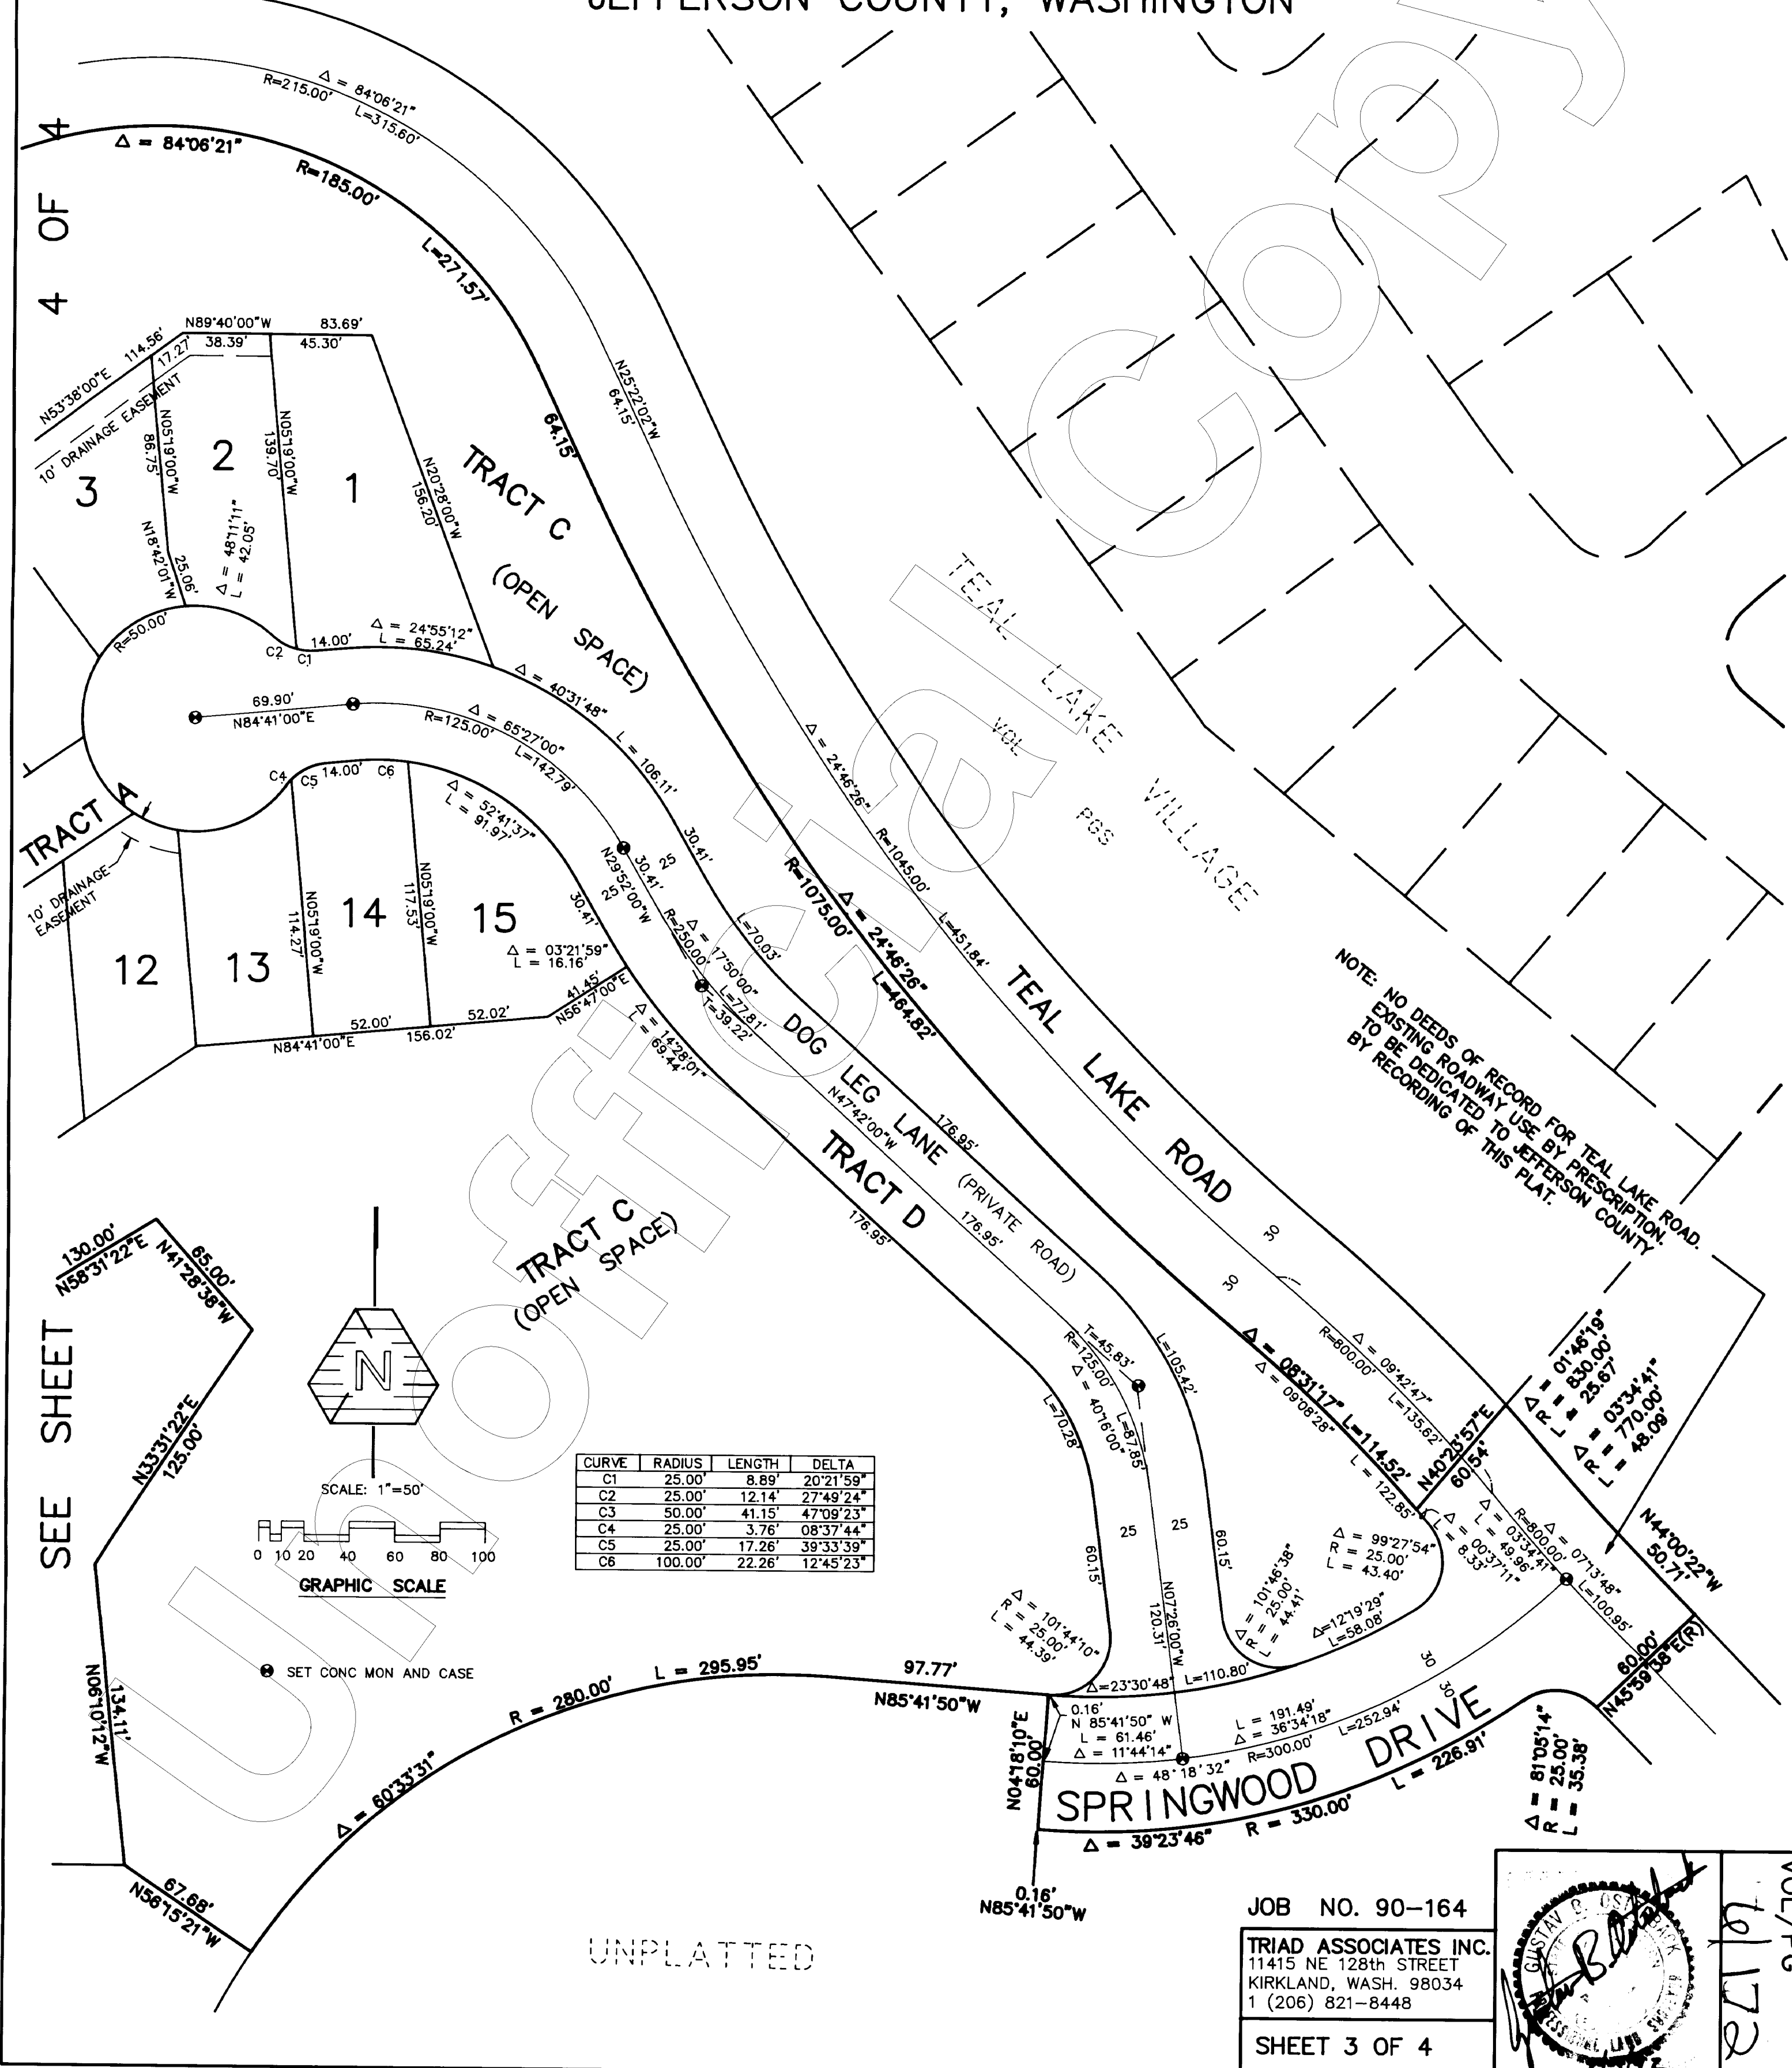 JEFFERSON COUNTY, WASHINGTON
Δ = 84°06'21"
R=215.00'
L=315.60'
Δ = 84°06'21"
R=185.00'
L=271.57'
SEE SHEET 4 OF 4
N89°40'00"W 83.69'
38.39' 45.30'
114.56'
17.27'
N53°38'00"E
10' DRAINAGE EASEMENT
N05°19'00"W
86.75'
N05°19'00"W
139.70'
N20°28'00"W
156.20'
3
2
1
N18°42'01"W
25.06'
Δ = 48°11'11"
L = 42.05'
TRACT C
(OPEN SPACE)
64.15'
N25°22'02"W
64.15'
R=50.00'
C2
C1
14.00'
Δ = 24°55'12"
L = 65.24'
Δ = 40°31'48"
L = 106.11'
69.90'
N84°41'00"E
R=125.00'
Δ = 65°27'00"
L=142.79'
C4
C5
14.00'
C6
Δ = 52°41'37"
L = 91.97'
TRACT A
10' DRAINAGE
EASEMENT
12
13
14
15
N05°19'00"W
114.27'
N05°19'00"W
117.53'
Δ = 03°21'59"
L = 16.16'
30.41'
30.41'
N29°52'00"W
30.41'
25
25
R=250.00'
Δ = 17°50'00"
L=77.81'
T=39.22'
L=70.03'
41.45'
N56°47'00"E
52.00'
52.02'
N84°41'00"E
156.02'
Δ = 14°28'01"
L = 69.44'
DOG LEG LANE (PRIVATE ROAD)
N47°42'00"W
176.95'
176.95'
176.95'
TRACT D
TRACT C
(OPEN SPACE)
Δ = 24°46'26"
R=1045.00'
L=451.84'
R=1075.00'
Δ = 24°46'26"
L=464.82'
TEAL LAKE ROAD
TEAL LAKE VILLAGE
VOL PGS
NOTE: NO DEEDS OF RECORD FOR TEAL LAKE ROAD.
EXISTING ROADWAY USE BY PRESCRIPTION.
TO BE DEDICATED TO JEFFERSON COUNTY
BY RECORDING OF THIS PLAT.
30
30
130.00'
N58°31'22"E
65.00'
N41°28'38"W
N33°31'22"E
125.00'
N06°10'12"W
134.11'
67.68'
N56°15'21"W
N
SCALE: 1"=50'
0 10 20 40 60 80 100
GRAPHIC SCALE
SET CONC MON AND CASE
CURVE RADIUS LENGTH DELTA
C1 25.00' 8.89' 20°21'59"
C2 25.00' 12.14' 27°49'24"
C3 50.00' 41.15' 47°09'23"
C4 25.00' 3.76' 08°37'44"
C5 25.00' 17.26' 39°33'39"
C6 100.00' 22.26' 12°45'23"
T=45.83'
R=125.00'
Δ = 40°16'00"
L=87.85'
L=105.42'
L=70.28'
Δ = 08°31'17" L=114.52'
Δ = 09°08'28"
L = 122.85'
R=800.00'
Δ = 09°42'47"
L=135.62'
N40°23'57"E
60.54'
Δ = 01°46'19"
R = 830.00'
L = 25.67'
Δ = 03°34'41"
R = 770.00'
L = 48.09'
N44°00'22"W
50.71'
R=800.00'
Δ = 07°13'48"
L=100.95'
Δ = 03°34'41"
L = 49.96'
Δ = 00°37'11"
L = 8.33'
60.00'
N45°59'38"E(R)
60.15'
25
25
60.15'
N07°26'00"W
120.31'
Δ = 101°44'10"
R = 25.00'
L = 44.39'
Δ = 101°46'38"
R = 25.00'
L = 44.41'
Δ = 99°27'54"
R = 25.00'
L = 43.40'
Δ=12°19'29"
L=58.08'
Δ=23°30'48" L=110.80'
30
30
L = 295.95'
R = 280.00'
Δ = 60°33'31"
97.77'
N85°41'50"W
N04°18'10"E
60.00'
0.16'
N 85°41'50" W
L = 61.46'
Δ = 11°44'14"
L = 191.49'
Δ = 36°34'18"
R=300.00'
L=252.94'
Δ = 48°18'32"
SPRINGWOOD DRIVE
Δ = 39°23'46"
R = 330.00'
L = 226.91'
Δ = 81°05'14"
R = 25.00'
L = 35.38'
0.16'
N85°41'50"W
UNPLATTED
Unofficial Copy
JOB NO. 90-164
TRIAD ASSOCIATES INC.
11415 NE 128th STREET
KIRKLAND, WASH. 98034
1 (206) 821-8448
SHEET 3 OF 4
GUSTAV B.
VOL/PG
6/172